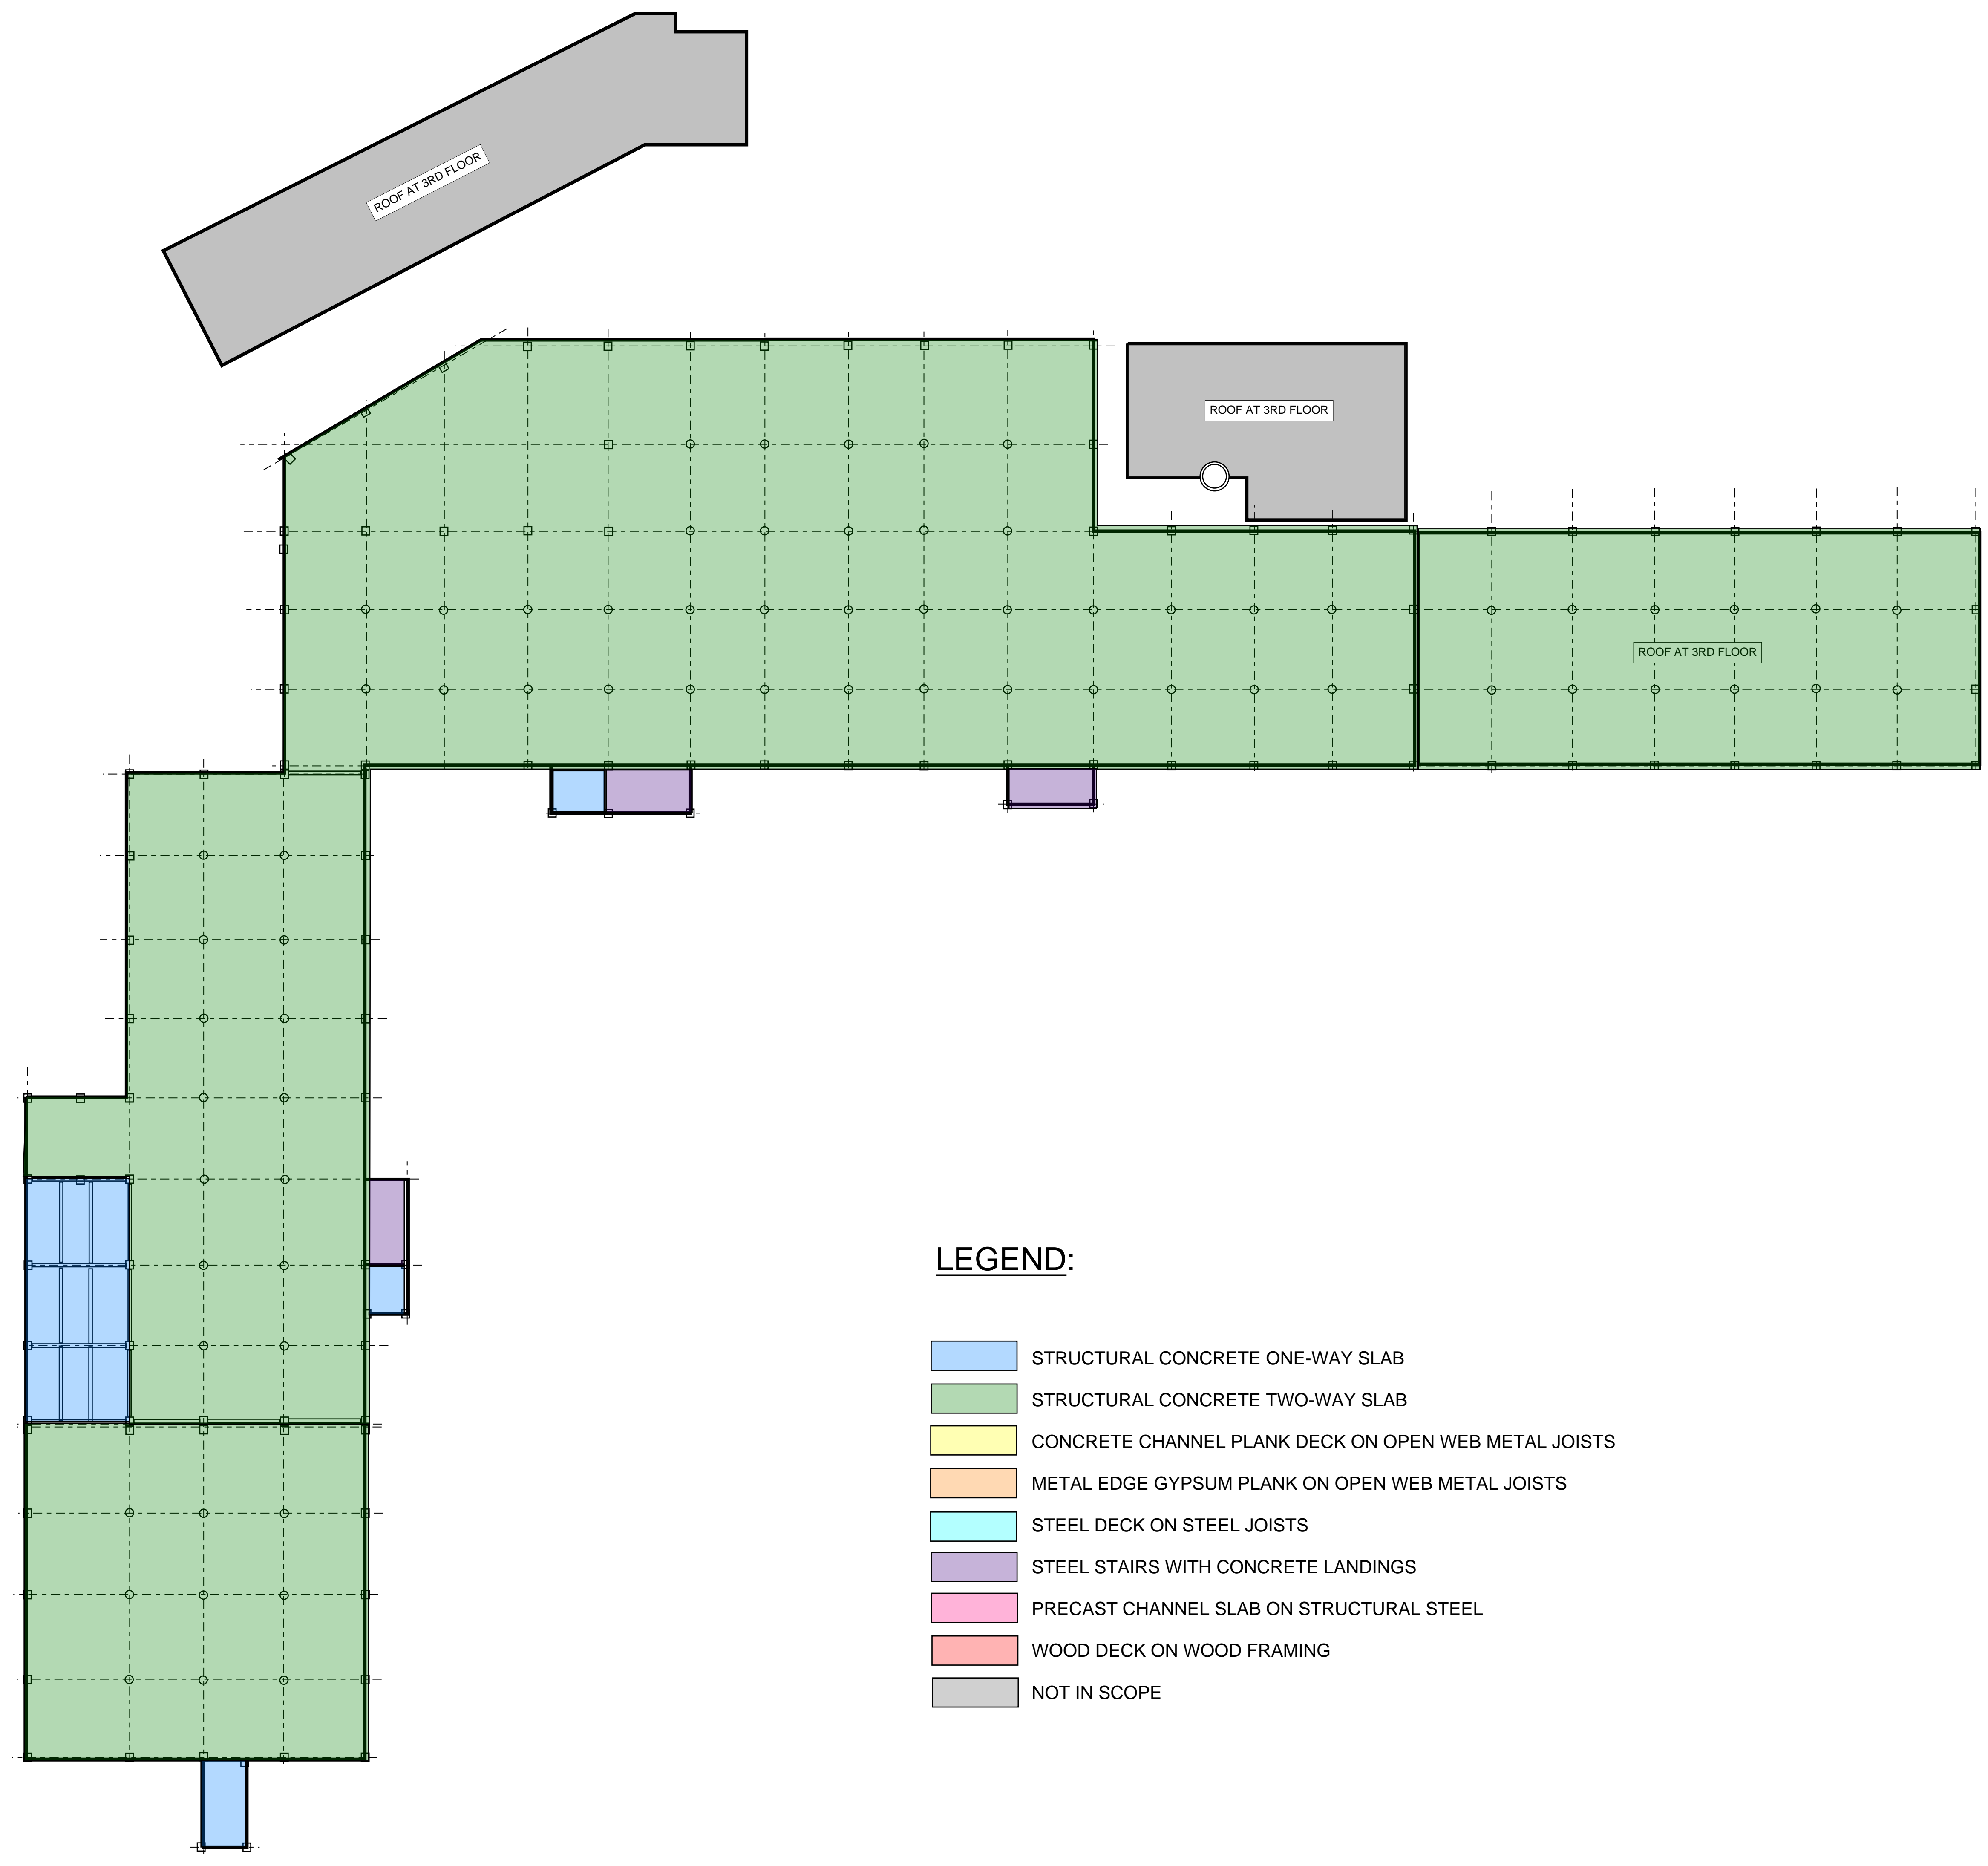 ROOF AT 3RD FLOOR
ROOF AT 3RD FLOOR
ROOF AT 3RD FLOOR
LEGEND:
STRUCTURAL CONCRETE ONE-WAY SLAB
STRUCTURAL CONCRETE TWO-WAY SLAB
CONCRETE CHANNEL PLANK DECK ON OPEN WEB METAL JOISTS
METAL EDGE GYPSUM PLANK ON OPEN WEB METAL JOISTS
STEEL DECK ON STEEL JOISTS
STEEL STAIRS WITH CONCRETE LANDINGS
PRECAST CHANNEL SLAB ON STRUCTURAL STEEL
WOOD DECK ON WOOD FRAMING
NOT IN SCOPE